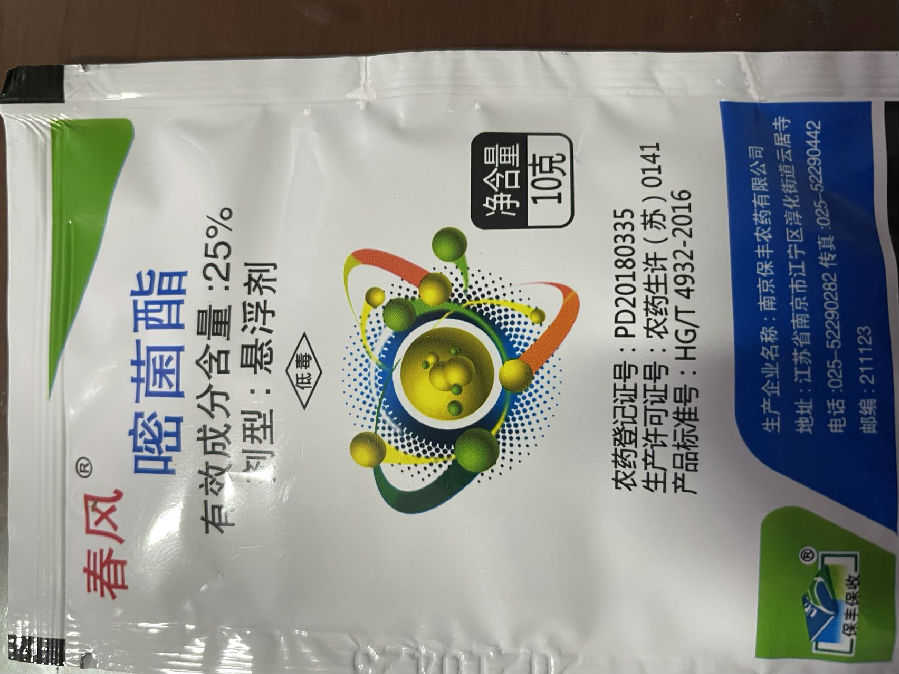 春风®
嘧菌酯
有效成分含量:25%
剂型:悬浮剂
低毒
净含量
10克
农药登记证号:PD20180335
生产许可证号:农药生许(苏)0141
产品标准号:HG/T 4932-2016
生产企业名称:南京保丰农药有限公司
地址:江苏省南京市江宁区淳化街道云居寺
电话:025-52290282 传真:025-52290442
邮编:211123
®
保丰保收